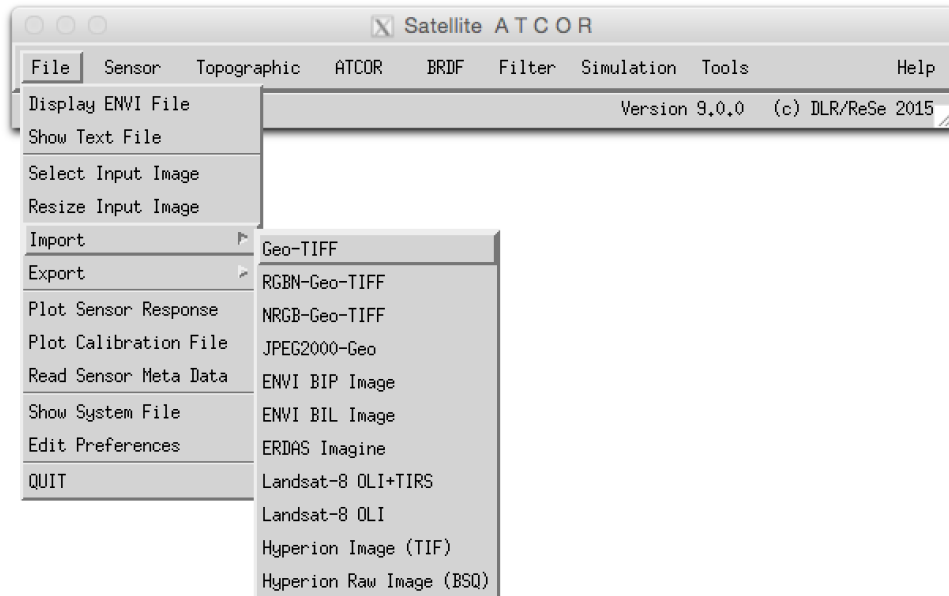 X Satellite A T C O R
File Sensor Topographic ATCOR BRDF Filter Simulation Tools Help
Version 9.0.0 (c) DLR/ReSe 2015
Display ENVI File
Show Text File
Select Input Image
Resize Input Image
Import
Export
Plot Sensor Response
Plot Calibration File
Read Sensor Meta Data
Show System File
Edit Preferences
QUIT
Geo-TIFF
RGBN-Geo-TIFF
NRGB-Geo-TIFF
JPEG2000-Geo
ENVI BIP Image
ENVI BIL Image
ERDAS Imagine
Landsat-8 OLI+TIRS
Landsat-8 OLI
Hyperion Image (TIF)
Hyperion Raw Image (BSQ)